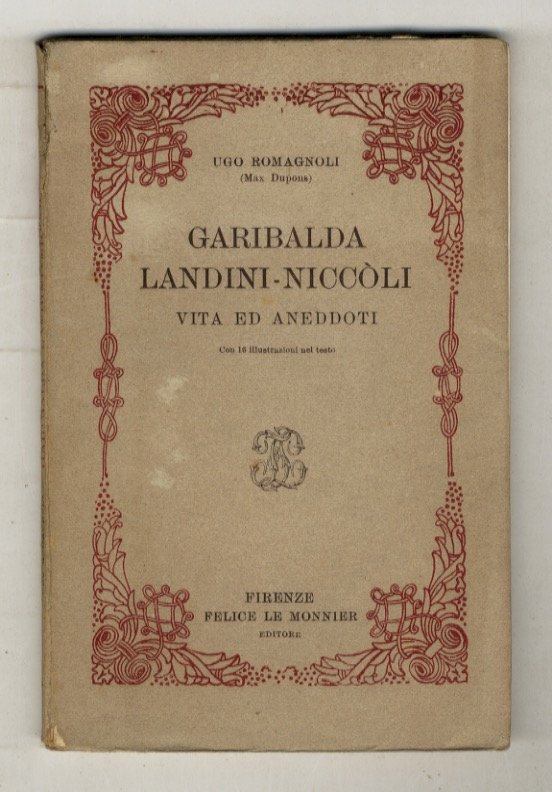 UGO ROMAGNOLI
(Max Dupons)
GARIBALDA
LANDINI-NICCÒLI
VITA ED ANEDDOTI
Con 16 illustrazioni nel testo
FIRENZE
FELICE LE MONNIER
EDITORE